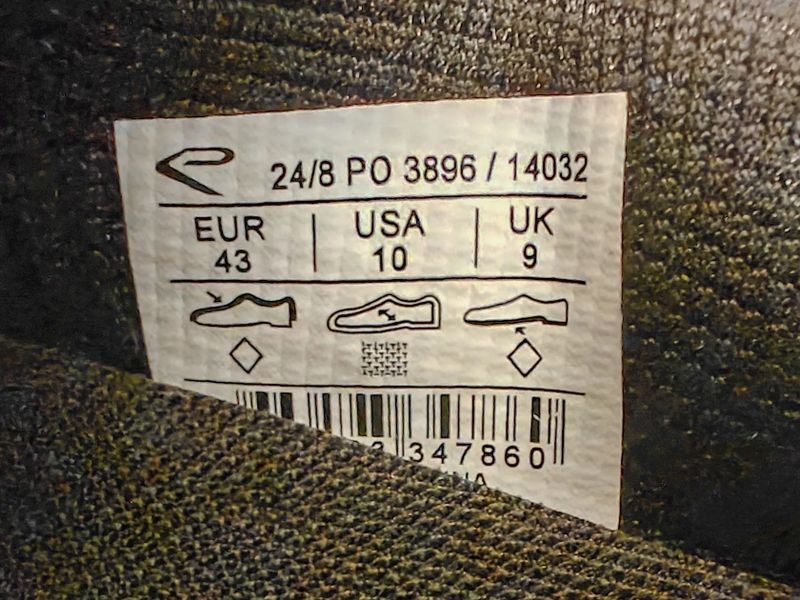 24/8 PO 3896 / 14032
EUR | USA | UK
43 10 9
347860